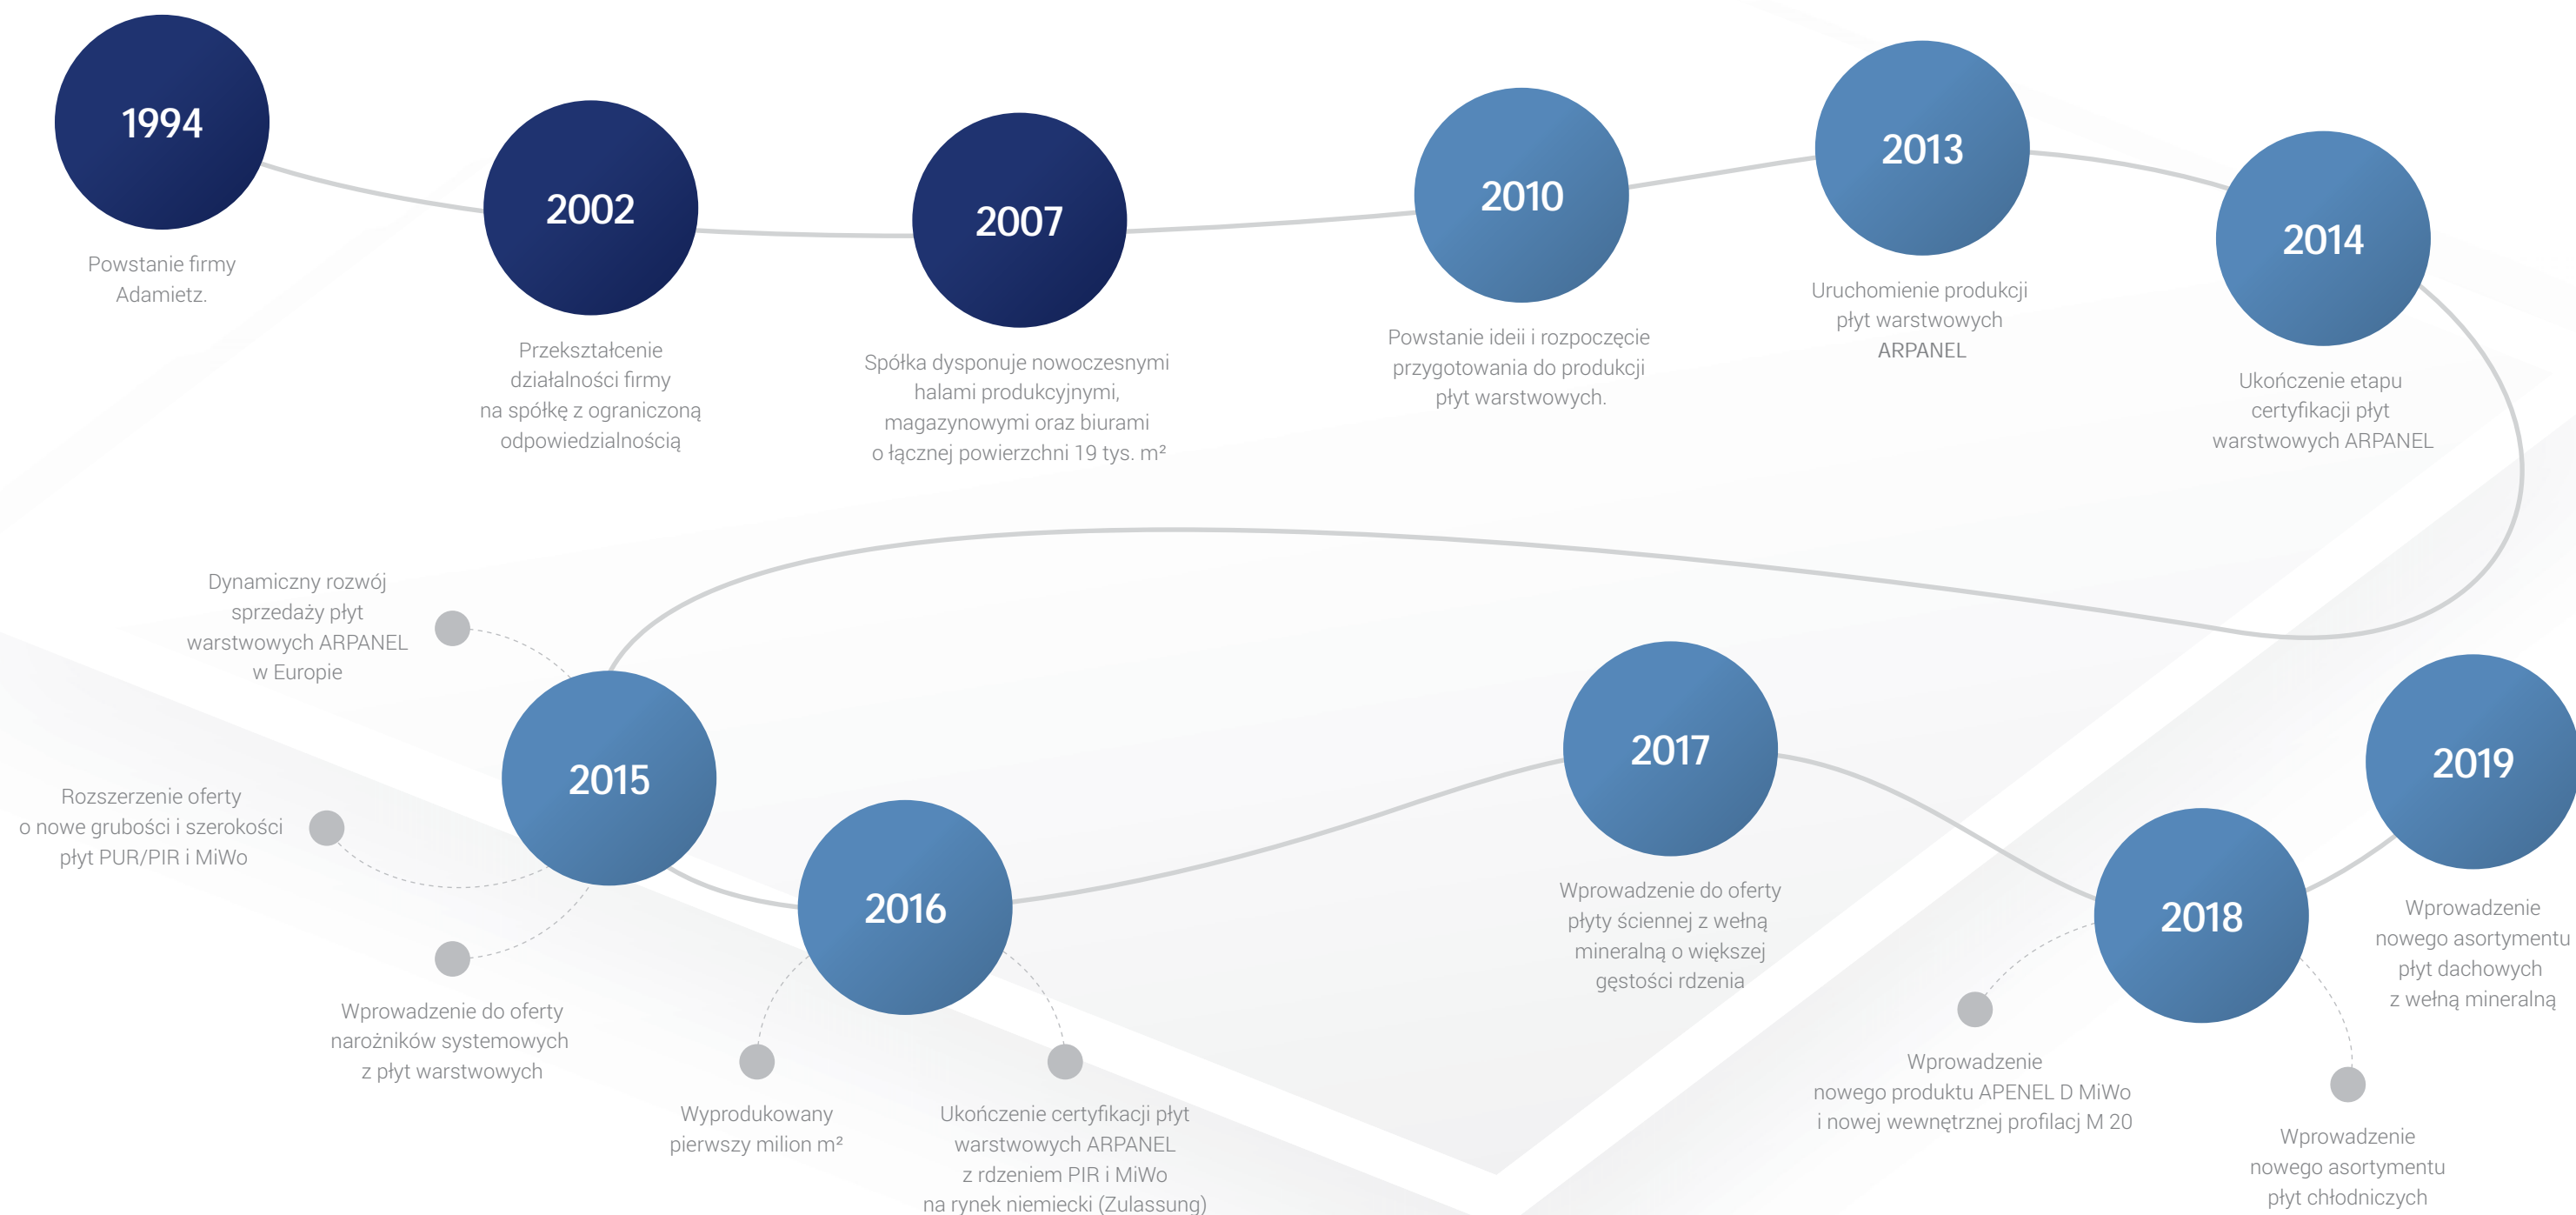 1994
Powstanie firmy
Adamietz.
2002
Przekształcenie
działalności firmy
na spółkę z ograniczoną
odpowiedzialnością
2007
Spółka dysponuje nowoczesnymi
halami produkcyjnymi,
magazynowymi oraz biurami
o łącznej powierzchni 19 tys. m²
2010
Powstanie ideii i rozpoczęcie
przygotowania do produkcji
płyt warstwowych.
2013
Uruchomienie produkcji
płyt warstwowych
ARPANEL
2014
Ukończenie etapu
certyfikacji płyt
warstwowych ARPANEL
2015
Dynamiczny rozwój
sprzedaży płyt
warstwowych ARPANEL
w Europie
Rozszerzenie oferty
o nowe grubości i szerokości
płyt PUR/PIR i MiWo
Wprowadzenie do oferty
narożników systemowych
z płyt warstwowych
2016
Wyprodukowany
pierwszy milion m²
Ukończenie certyfikacji płyt
warstwowych ARPANEL
z rdzeniem PIR i MiWo
na rynek niemiecki (Zulassung)
2017
Wprowadzenie do oferty
płyty ściennej z wełną
mineralną o większej
gęstości rdzenia
2018
Wprowadzenie
nowego produktu APENEL D MiWo
i nowej wewnętrznej profilacj M 20
Wprowadzenie
nowego asortymentu
płyt chłodniczych
2019
Wprowadzenie
nowego asortymentu
płyt dachowych
z wełną mineralną